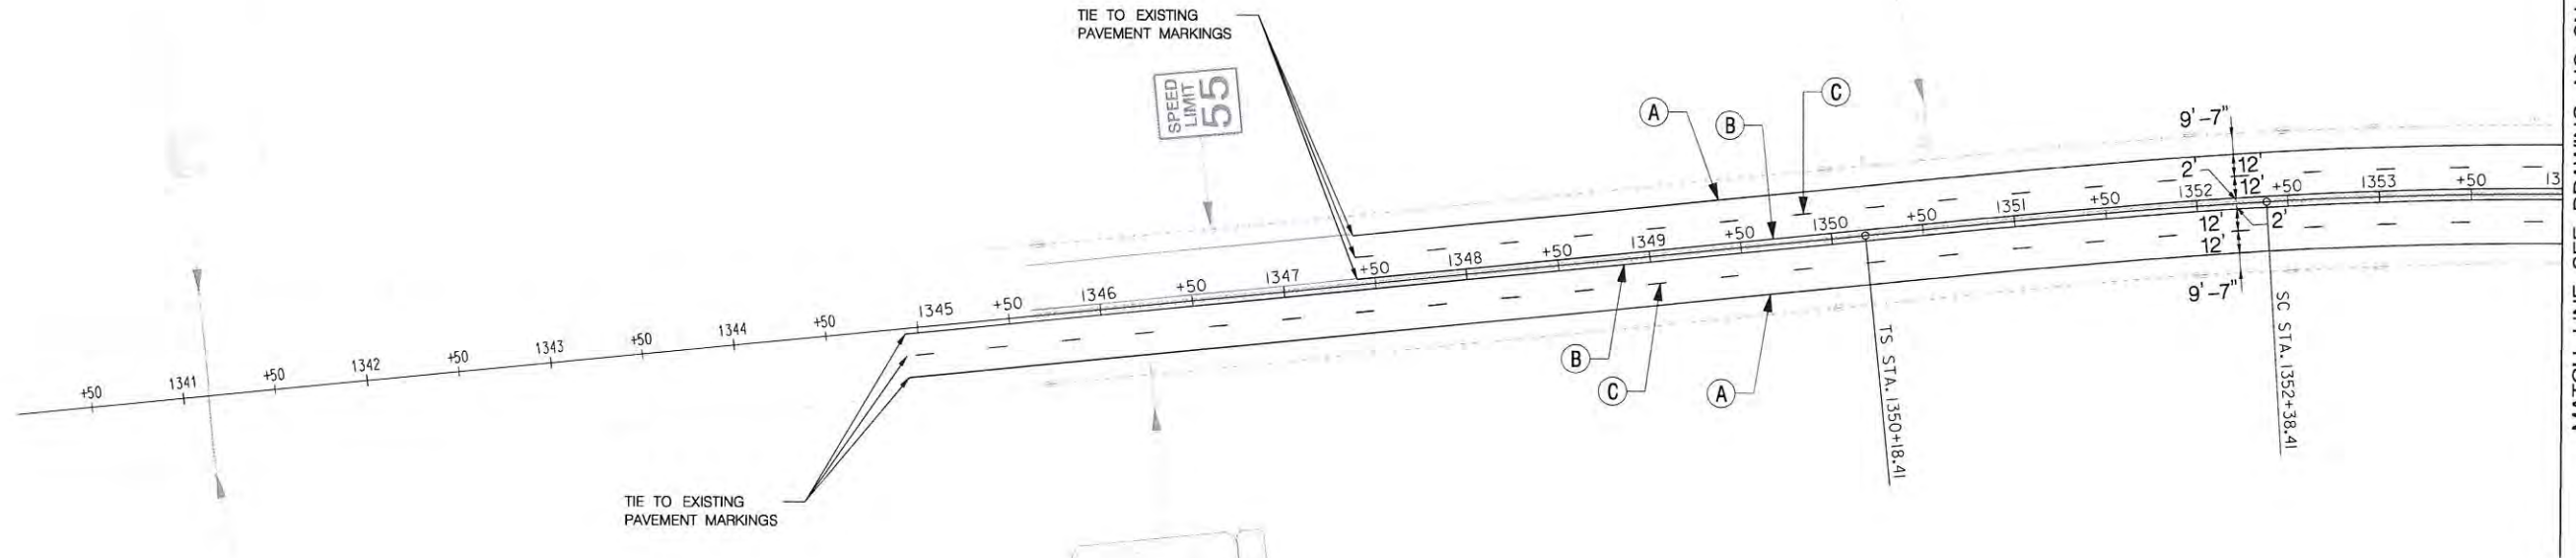 TIE TO EXISTING
PAVEMENT MARKINGS
SPEED
LIMIT
55
A
B
C
9'-7"
12'
2'
12'
+50
1341
+50
1342
+50
1343
+50
1344
+50
1345
+50
1346
+50
1347
+50
1348
+50
1349
+50
1350
+50
1351
+50
1352
+50
1353
+50
13
12'
2'
12'
9'-7"
B
C
A
TS STA. 1350+18.41
SC STA. 1352+38.41
TIE TO EXISTING
PAVEMENT MARKINGS